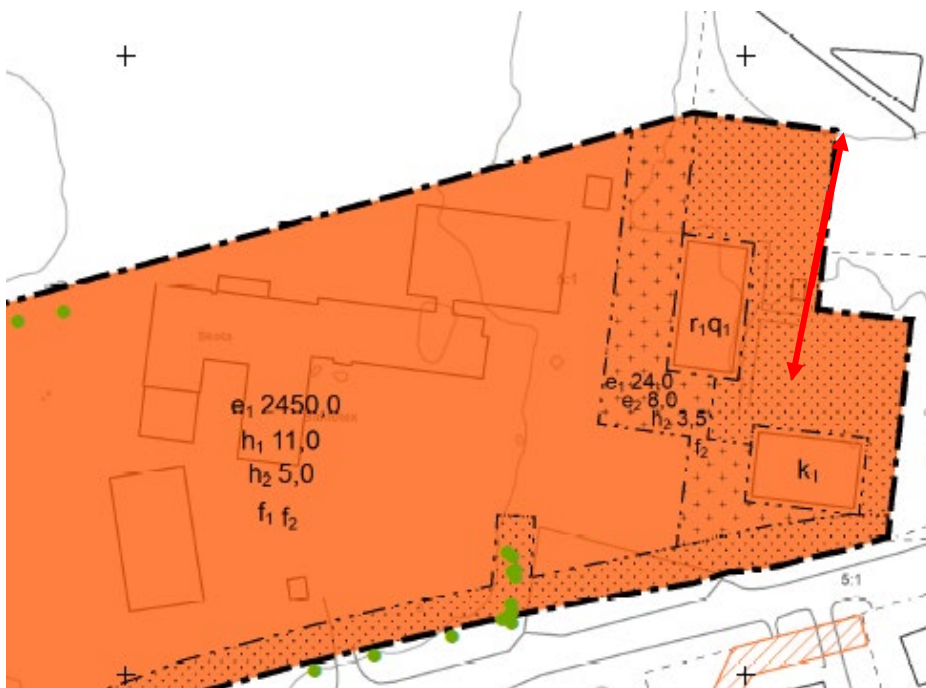 5:1
r₁q₁
Skola
e₁ 24,0
e₂ 8,0
h₂ 3,5
f₂
e₁ 2450,0
h₁ 11,0
h₂ 5,0
f₁ f₂
k₁
5:1